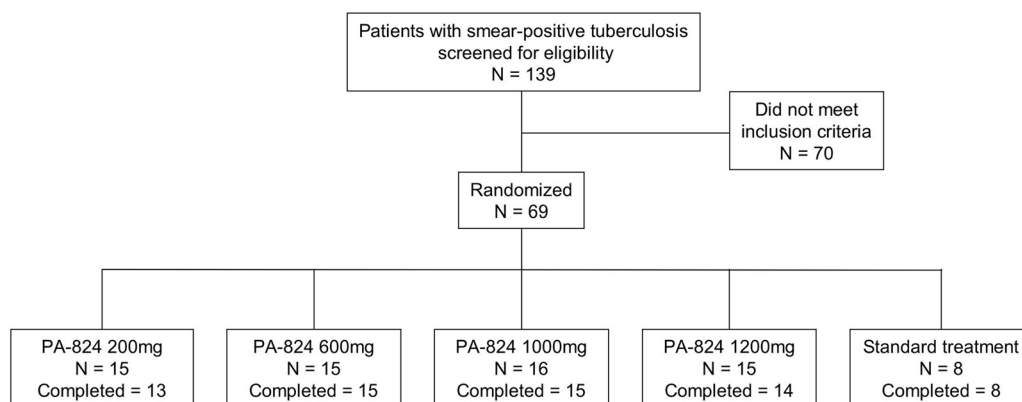 Patients with smear-positive tuberculosis
screened for eligibility
N = 139
Did not meet
inclusion criteria
N = 70
Randomized
N = 69
PA-824 200mg
N = 15
Completed = 13
PA-824 600mg
N = 15
Completed = 15
PA-824 1000mg
N = 16
Completed = 15
PA-824 1200mg
N = 15
Completed = 14
Standard treatment
N = 8
Completed = 8